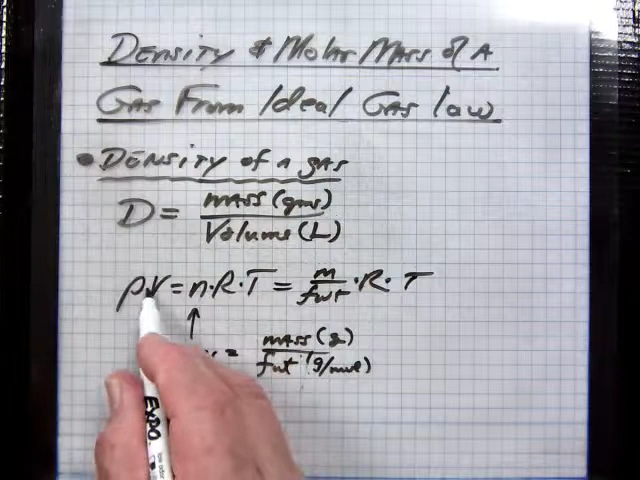 Density & Molar Mass of A
Gas From Ideal Gas law
• Density of a gas
D = mass (gms) / Volume (L)
PV = n·R·T = m/fwt · R · T
= mass (g) / fwt (g/mole)
EXPO